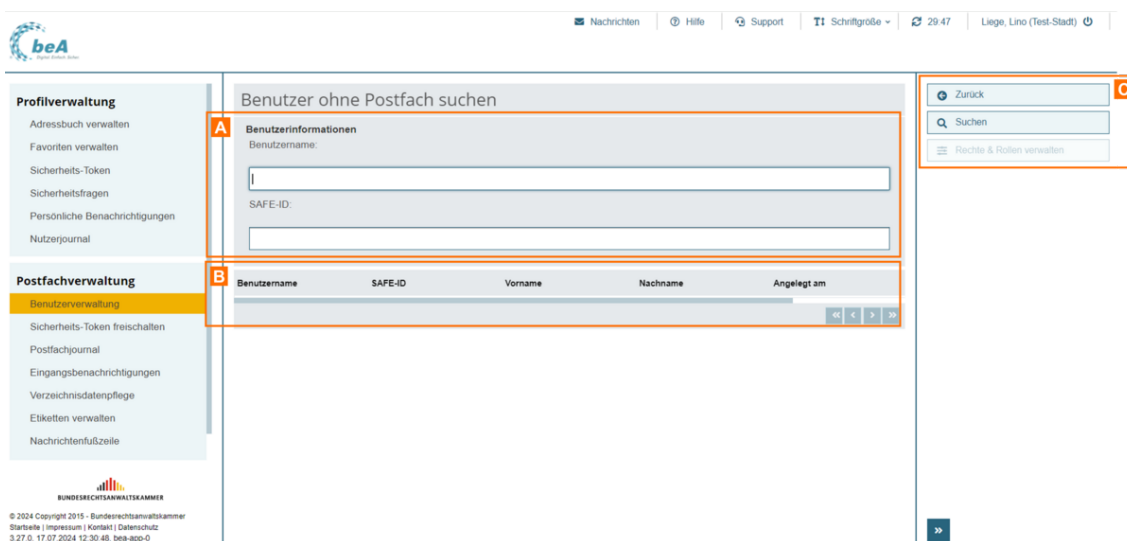 Nachrichten Hilfe Support Schriftgröße 29:47 Liege, Lino (Test-Stadt)
beA
Digital. Einfach. Sicher.
Profilverwaltung
Adressbuch verwalten
Favoriten verwalten
Sicherheits-Token
Sicherheitsfragen
Persönliche Benachrichtigungen
Nutzerjournal
Postfachverwaltung
Benutzerverwaltung
Sicherheits-Token freischalten
Postfachjournal
Eingangsbenachrichtigungen
Verzeichnisdatenpflege
Etiketten verwalten
Nachrichtenfußzeile
BUNDESRECHTSANWALTSKAMMER
© 2024 Copyright 2015 - Bundesrechtsanwaltskammer
Startseite | Impressum | Kontakt | Datenschutz
3.27.0, 17.07.2024 12:30:48, bea-app-0
Benutzer ohne Postfach suchen
A
Benutzerinformationen
Benutzername:
SAFE-ID:
B
Benutzername SAFE-ID Vorname Nachname Angelegt am
C
Zurück
Suchen
Rechte & Rollen verwalten